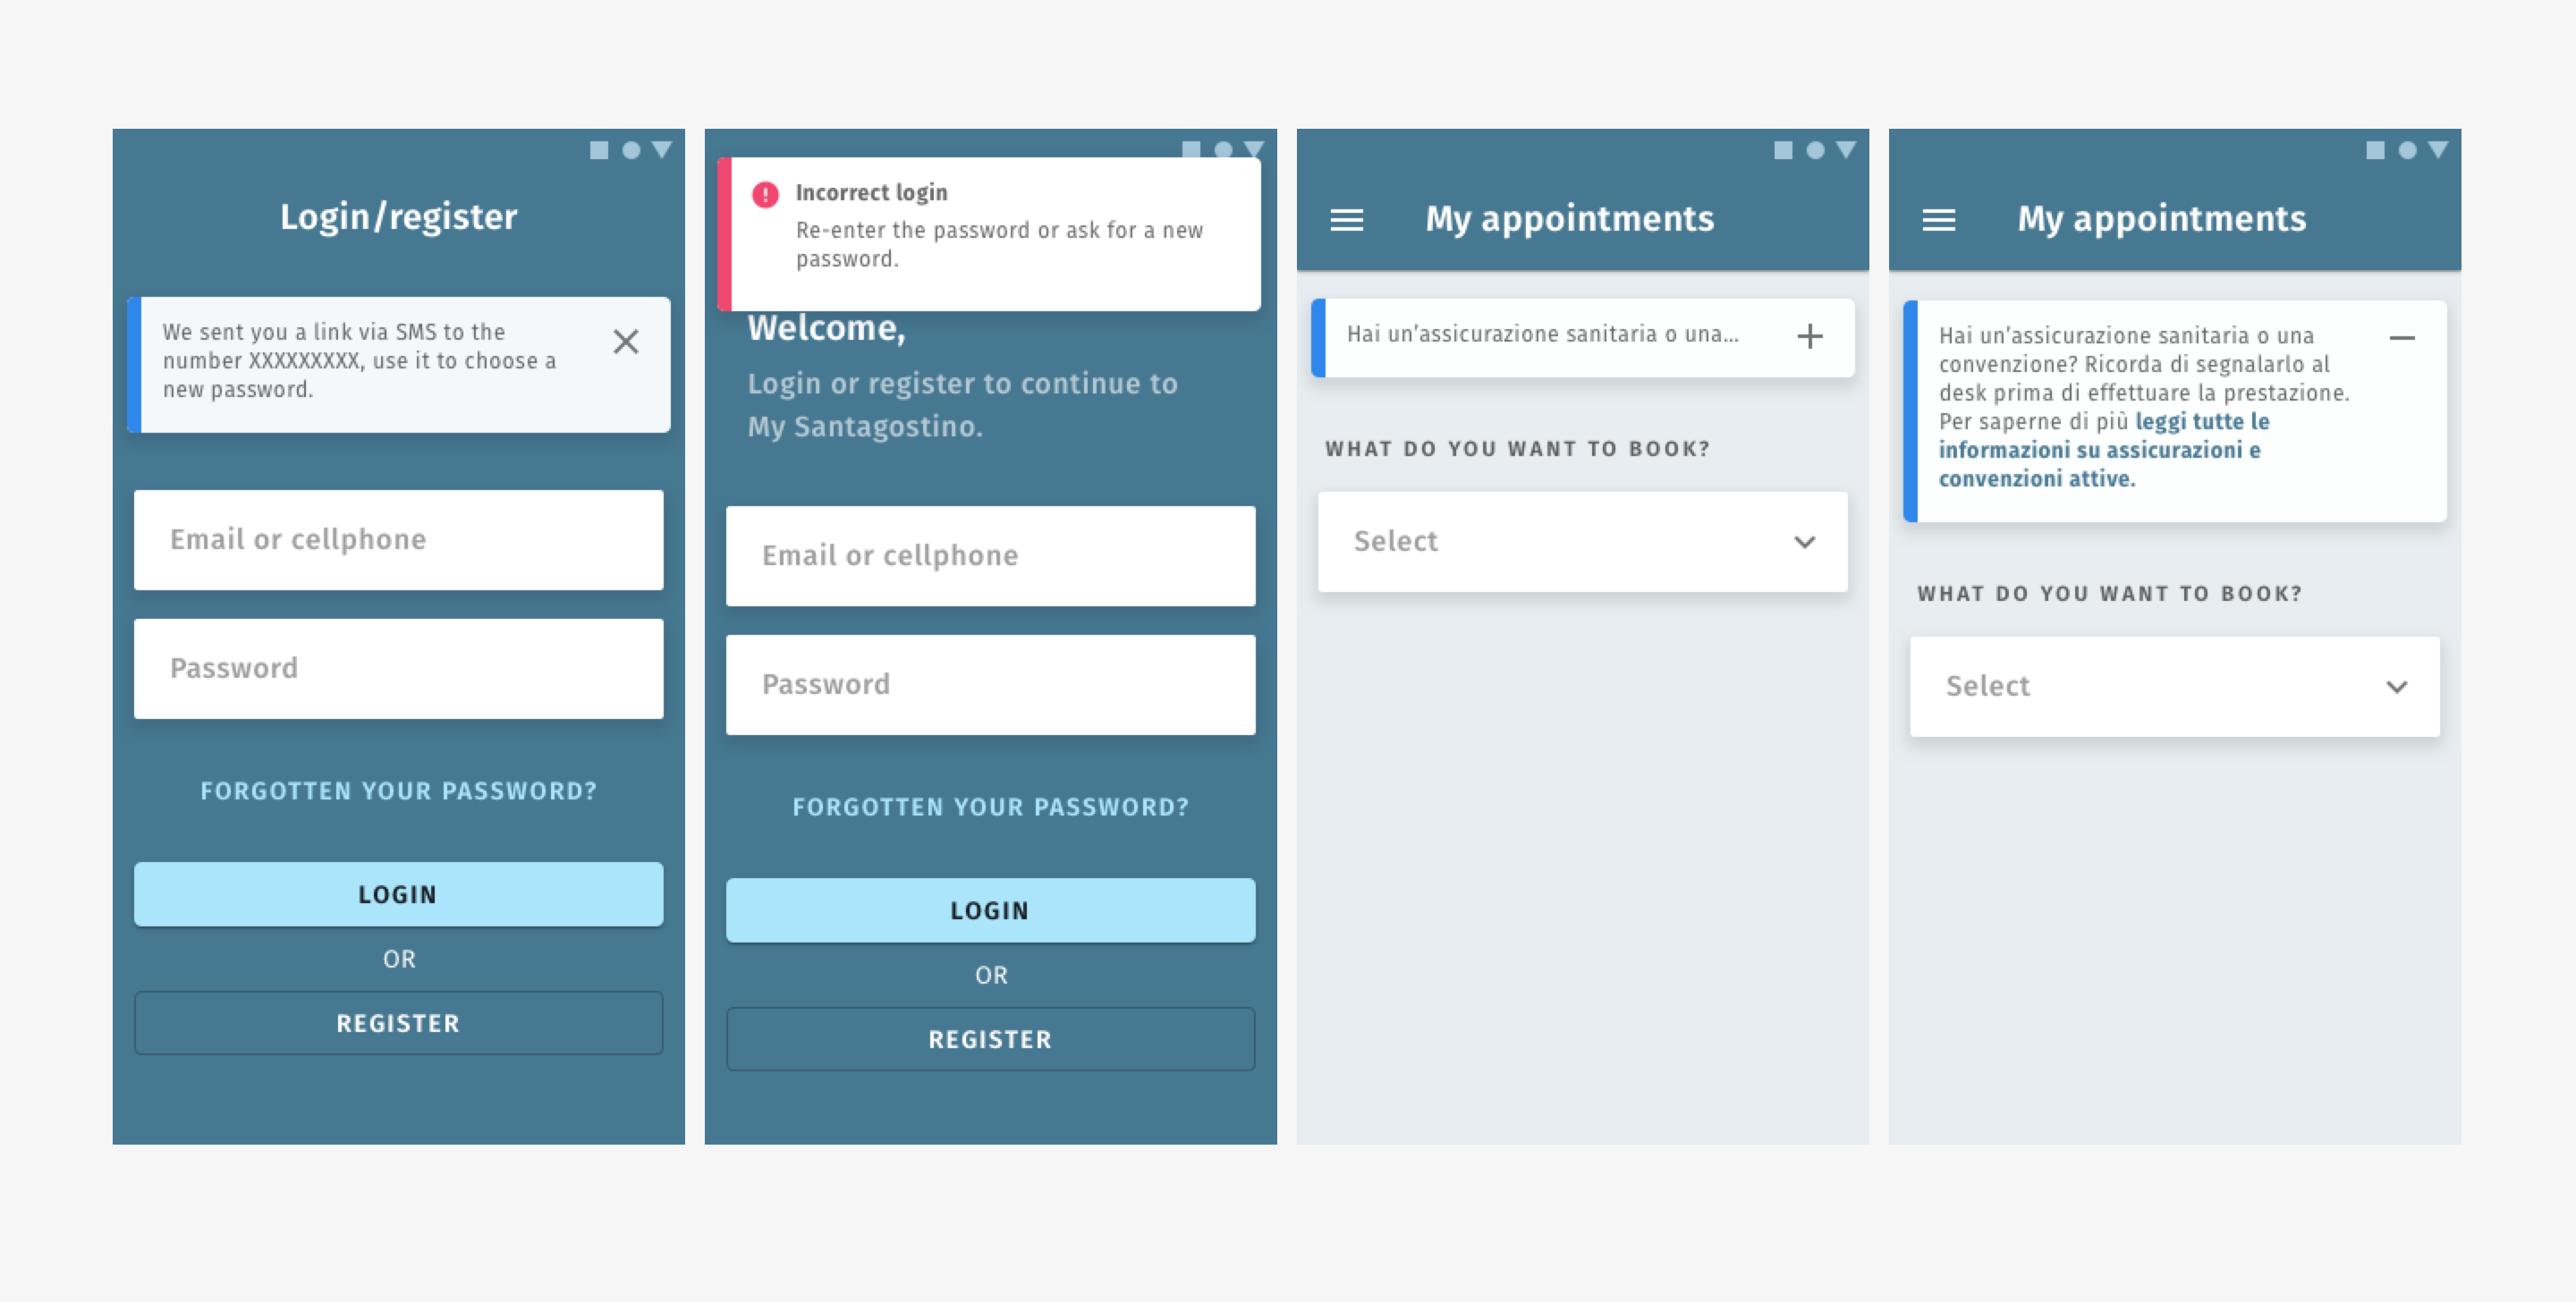 Login/register
We sent you a link via SMS to the
number XXXXXXXXX, use it to choose a
new password.
Email or cellphone
Password
FORGOTTEN YOUR PASSWORD?
LOGIN
OR
REGISTER
Incorrect login
Re-enter the password or ask for a new
password.
Welcome,
Login or register to continue to
My Santagostino.
Email or cellphone
Password
FORGOTTEN YOUR PASSWORD?
LOGIN
OR
REGISTER
My appointments
Hai un’assicurazione sanitaria o una...
WHAT DO YOU WANT TO BOOK?
Select
My appointments
Hai un’assicurazione sanitaria o una
convenzione? Ricorda di segnalarlo al
desk prima di effettuare la prestazione.
Per saperne di più leggi tutte le
informazioni su assicurazioni e
convenzioni attive.
WHAT DO YOU WANT TO BOOK?
Select